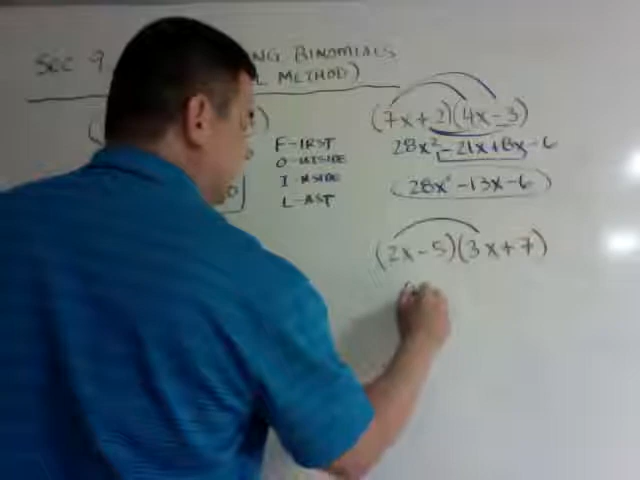 SEC 9. NG BINOMIALS
L METHOD)
F-IRST
O-UTSIDE
I-NSIDE
L-AST
(7x+2)(4x-3)
28x²-21x+8x-6
28x²-13x-6
(2x-5)(3x+7)